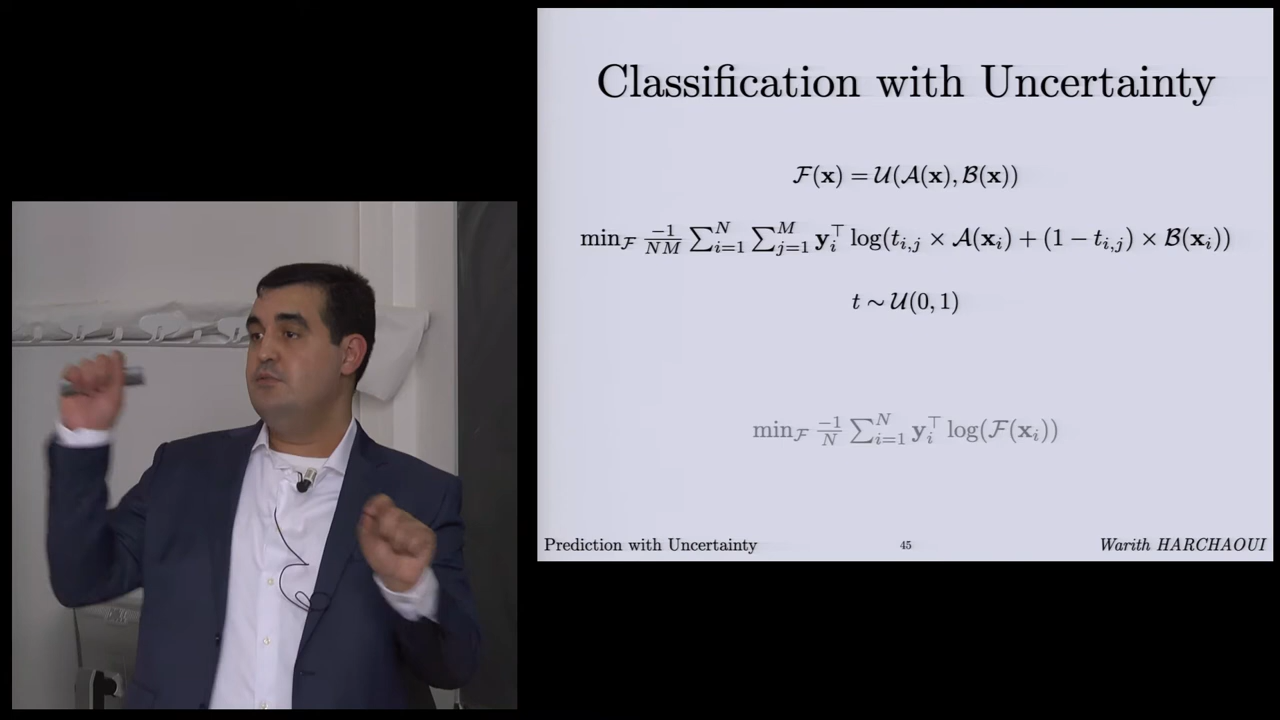 Classification with Uncertainty
𝓕(𝐱) = 𝓤(𝓐(𝐱), 𝓑(𝐱))
min_𝓕 −1/NM ∑_{i=1}^{N} ∑_{j=1}^{M} 𝐲_i^⊤ log(t_{i,j} × 𝓐(𝐱_i) + (1 − t_{i,j}) × 𝓑(𝐱_i))
t ∼ 𝓤(0, 1)
min_𝓕 −1/N ∑_{i=1}^{N} 𝐲_i^⊤ log(𝓕(𝐱_i))
Prediction with Uncertainty 45 Warith HARCHAOUI